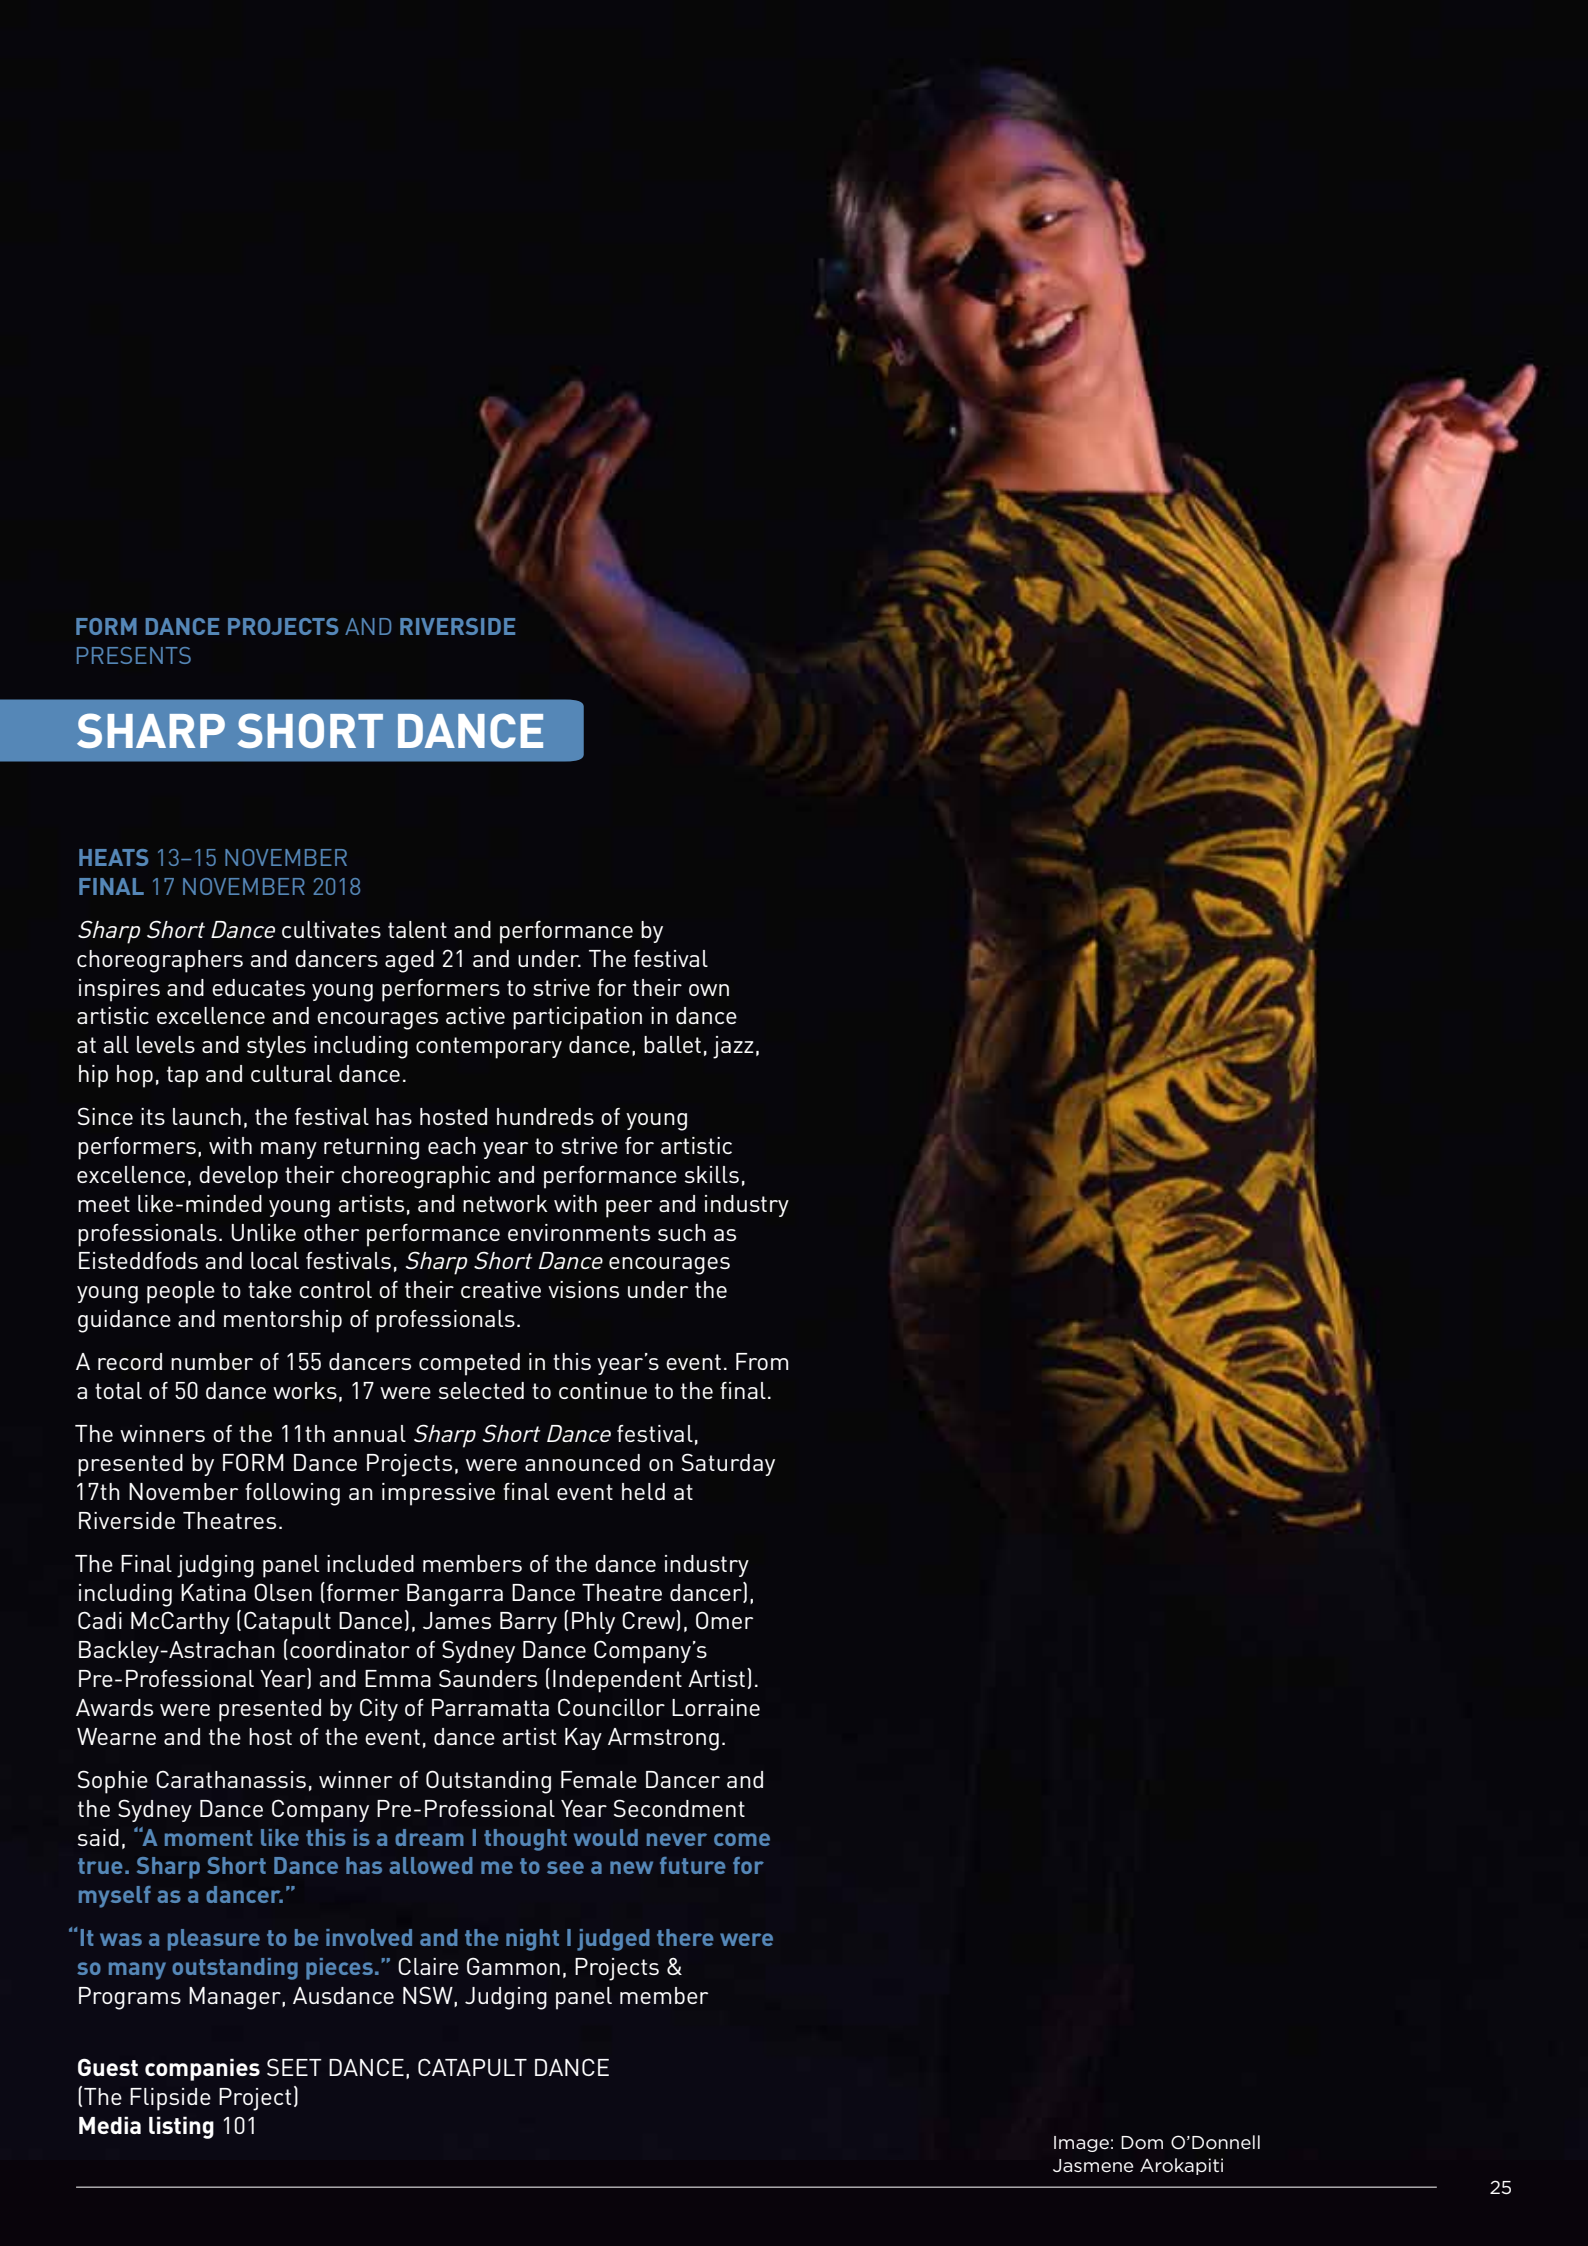 FORM DANCE PROJECTS AND RIVERSIDE
PRESENTS
SHARP SHORT DANCE
HEATS 13–15 NOVEMBER
FINAL 17 NOVEMBER 2018
Sharp Short Dance cultivates talent and performance by
choreographers and dancers aged 21 and under. The festival
inspires and educates young performers to strive for their own
artistic excellence and encourages active participation in dance
at all levels and styles including contemporary dance, ballet, jazz,
hip hop, tap and cultural dance.
Since its launch, the festival has hosted hundreds of young
performers, with many returning each year to strive for artistic
excellence, develop their choreographic and performance skills,
meet like-minded young artists, and network with peer and industry
professionals. Unlike other performance environments such as
Eisteddfods and local festivals, Sharp Short Dance encourages
young people to take control of their creative visions under the
guidance and mentorship of professionals.
A record number of 155 dancers competed in this year’s event. From
a total of 50 dance works, 17 were selected to continue to the final.
The winners of the 11th annual Sharp Short Dance festival,
presented by FORM Dance Projects, were announced on Saturday
17th November following an impressive final event held at
Riverside Theatres.
The Final judging panel included members of the dance industry
including Katina Olsen (former Bangarra Dance Theatre dancer),
Cadi McCarthy (Catapult Dance), James Barry (Phly Crew), Omer
Backley-Astrachan (coordinator of Sydney Dance Company’s
Pre-Professional Year) and Emma Saunders (Independent Artist).
Awards were presented by City of Parramatta Councillor Lorraine
Wearne and the host of the event, dance artist Kay Armstrong.
Sophie Carathanassis, winner of Outstanding Female Dancer and
the Sydney Dance Company Pre-Professional Year Secondment
said, “A moment like this is a dream I thought would never come
true. Sharp Short Dance has allowed me to see a new future for
myself as a dancer.”
“It was a pleasure to be involved and the night I judged there were
so many outstanding pieces.” Claire Gammon, Projects &
Programs Manager, Ausdance NSW, Judging panel member
Guest companies SEET DANCE, CATAPULT DANCE
(The Flipside Project)
Media listing 101
Image: Dom O’Donnell
Jasmene Arokapiti
25